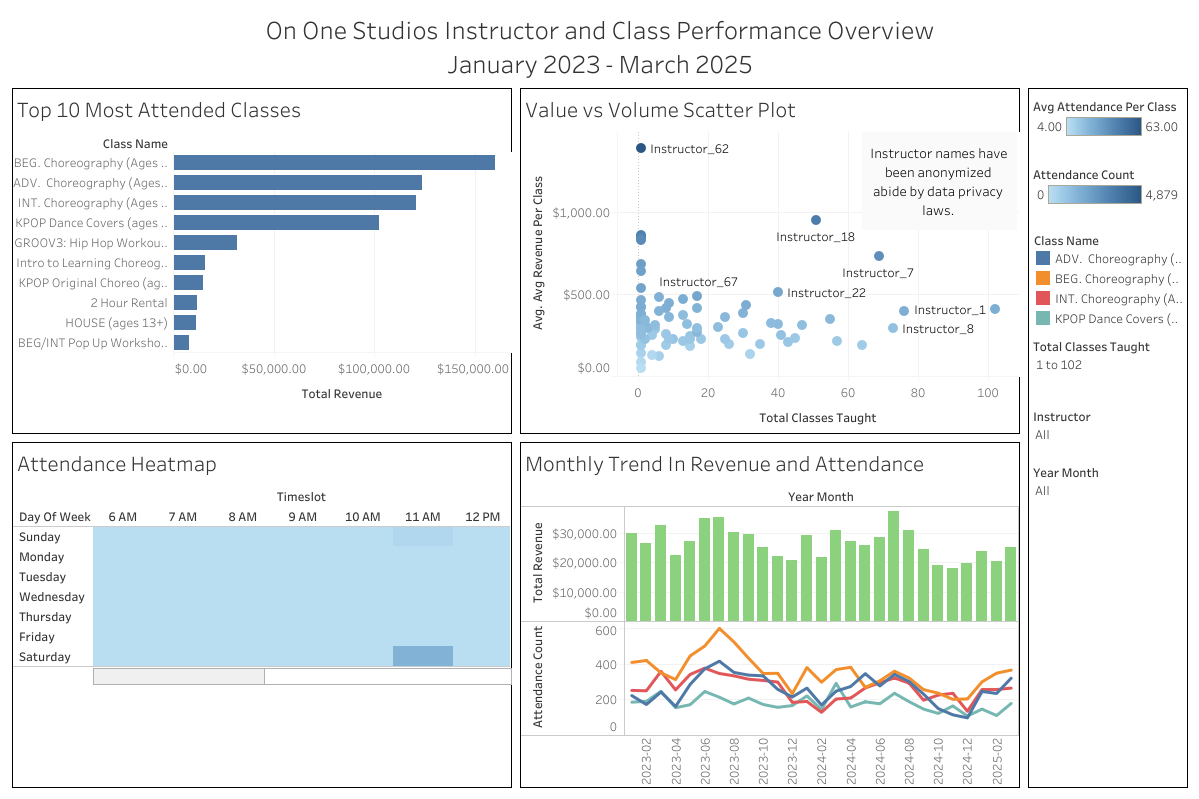 On One Studios Instructor and Class Performance Overview
January 2023 - March 2025
Top 10 Most Attended Classes
Class Name
BEG. Choreography (Ages ..
ADV.  Choreography (Ages..
INT. Choreography (Ages ..
KPOP Dance Covers (ages ..
GROOV3: Hip Hop Workou..
Intro to Learning Choreog..
KPOP Original Choreo (ag..
2 Hour Rental
HOUSE (ages 13+)
BEG/INT Pop Up Worksho..
$0.00 $50,000.00 $100,000.00 $150,000.00
Total Revenue
Value vs Volume Scatter Plot
Avg. Avg Revenue Per Class
$1,000.00
$500.00
$0.00
Instructor_62
Instructor names have
been anonymized
abide by data privacy
laws.
Instructor_18
Instructor_7
Instructor_67
Instructor_22
Instructor_1
Instructor_8
0 20 40 60 80 100
Total Classes Taught
Avg Attendance Per Class
4.00 63.00
Attendance Count
0 4,879
Class Name
ADV.  Choreography (..
BEG. Choreography (..
INT. Choreography (A..
KPOP Dance Covers (..
Total Classes Taught
1 to 102
Instructor
All
Year Month
All
Attendance Heatmap
Timeslot
Day Of Week 6 AM 7 AM 8 AM 9 AM 10 AM 11 AM 12 PM
Sunday
Monday
Tuesday
Wednesday
Thursday
Friday
Saturday
Monthly Trend In Revenue and Attendance
Year Month
Total Revenue
$30,000.00
$20,000.00
$10,000.00
$0.00
Attendance Count
600
400
200
0
2023-02
2023-04
2023-06
2023-08
2023-10
2023-12
2024-02
2024-04
2024-06
2024-08
2024-10
2024-12
2025-02